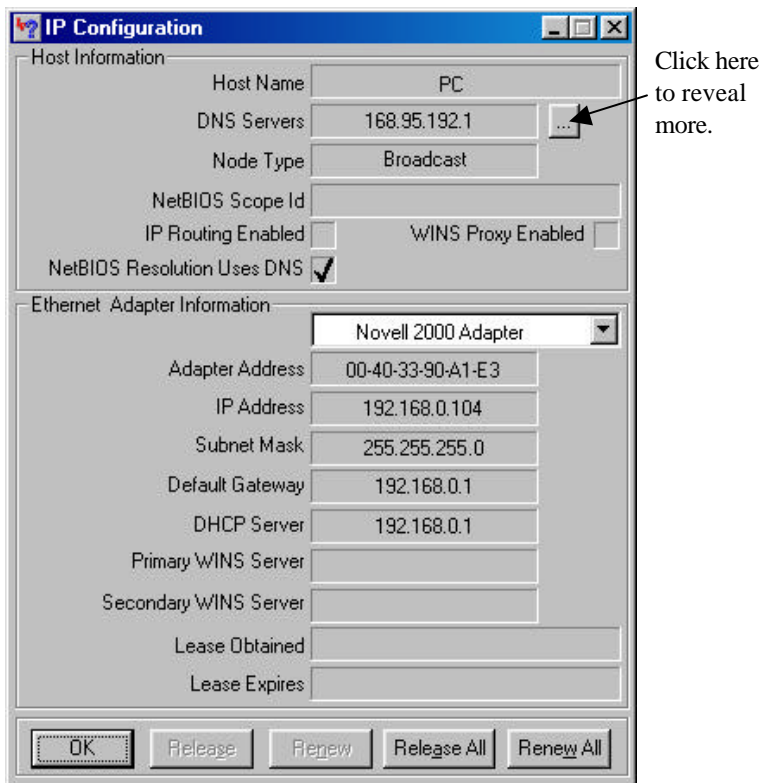 IP Configuration
Host Information
Host Name PC
DNS Servers 168.95.192.1 ...
Node Type Broadcast
NetBIOS Scope Id
IP Routing Enabled WINS Proxy Enabled
NetBIOS Resolution Uses DNS
Click here
to reveal
more.
Ethernet Adapter Information
Novell 2000 Adapter
Adapter Address 00-40-33-90-A1-E3
IP Address 192.168.0.104
Subnet Mask 255.255.255.0
Default Gateway 192.168.0.1
DHCP Server 192.168.0.1
Primary WINS Server
Secondary WINS Server
Lease Obtained
Lease Expires
OK Release Renew Release All Renew All